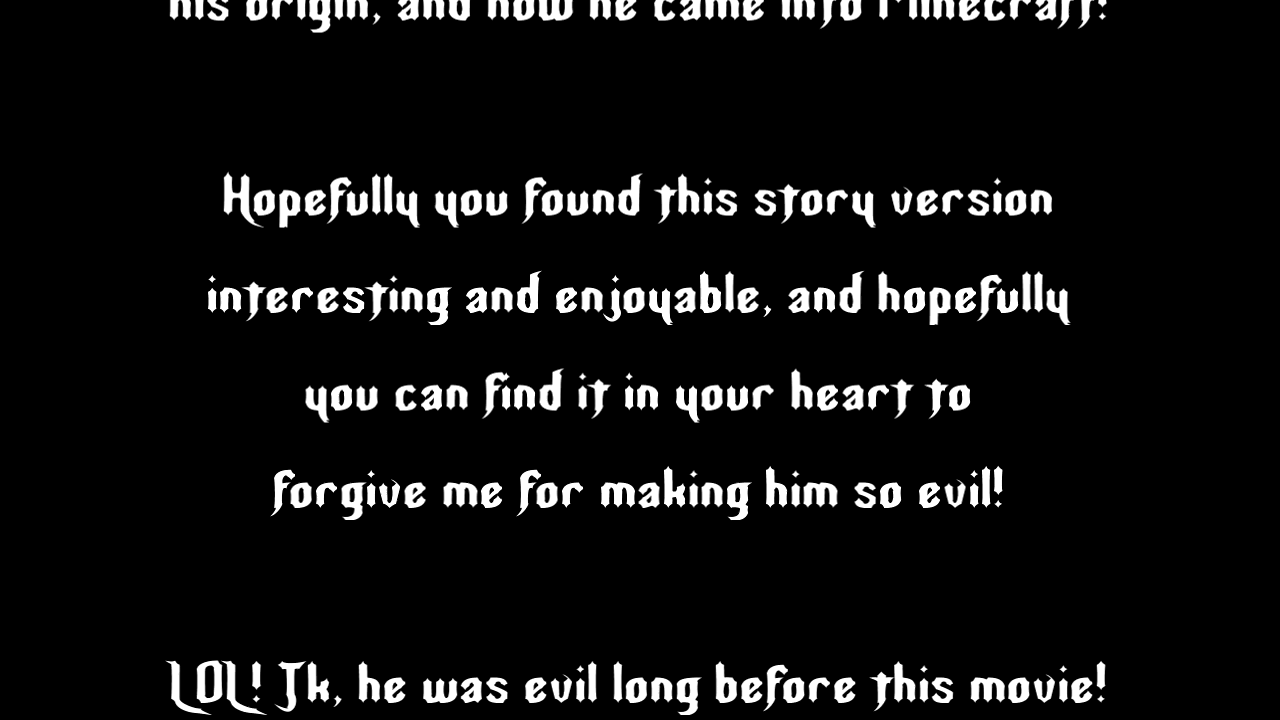 his origin, and how he came into Minecraft!
Hopefully you found this story version
interesting and enjoyable, and hopefully
you can find it in your heart to
forgive me for making him so evil!
LOL! Jk, he was evil long before this movie!